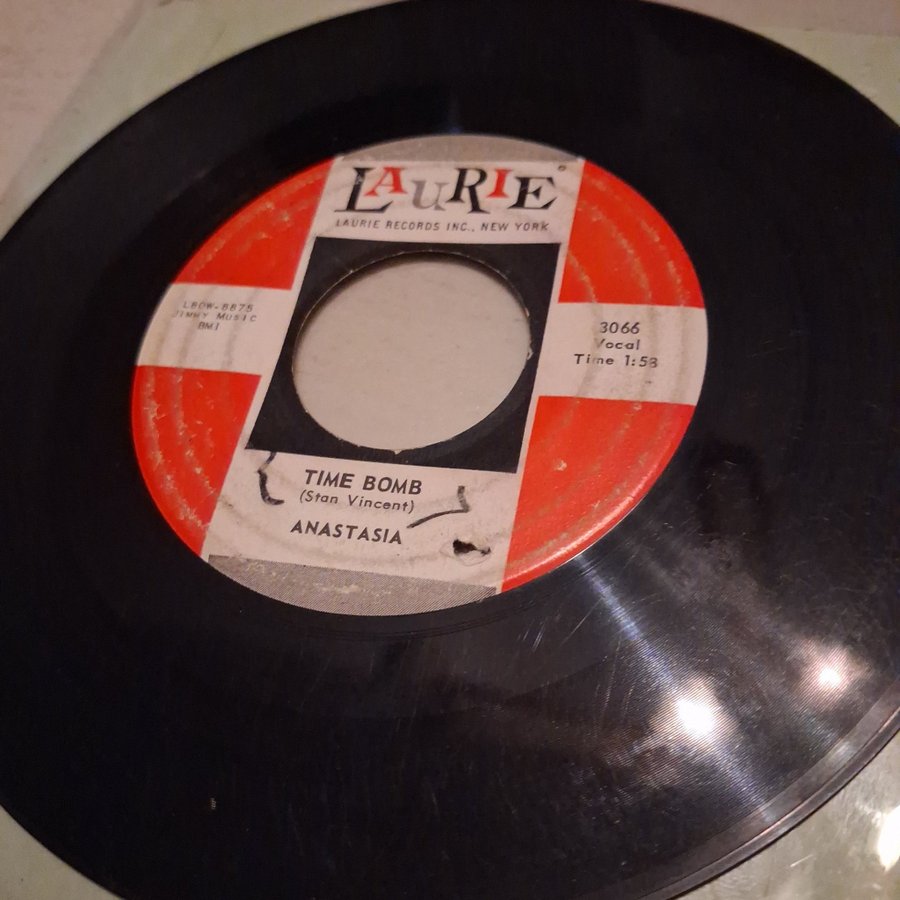 LAURIE®
LAURIE RECORDS INC., NEW YORK
L80W-8875
JIMMY MUSIC
BMI
3066
Vocal
Time 1:58
TIME BOMB
(Stan Vincent)
ANASTASIA